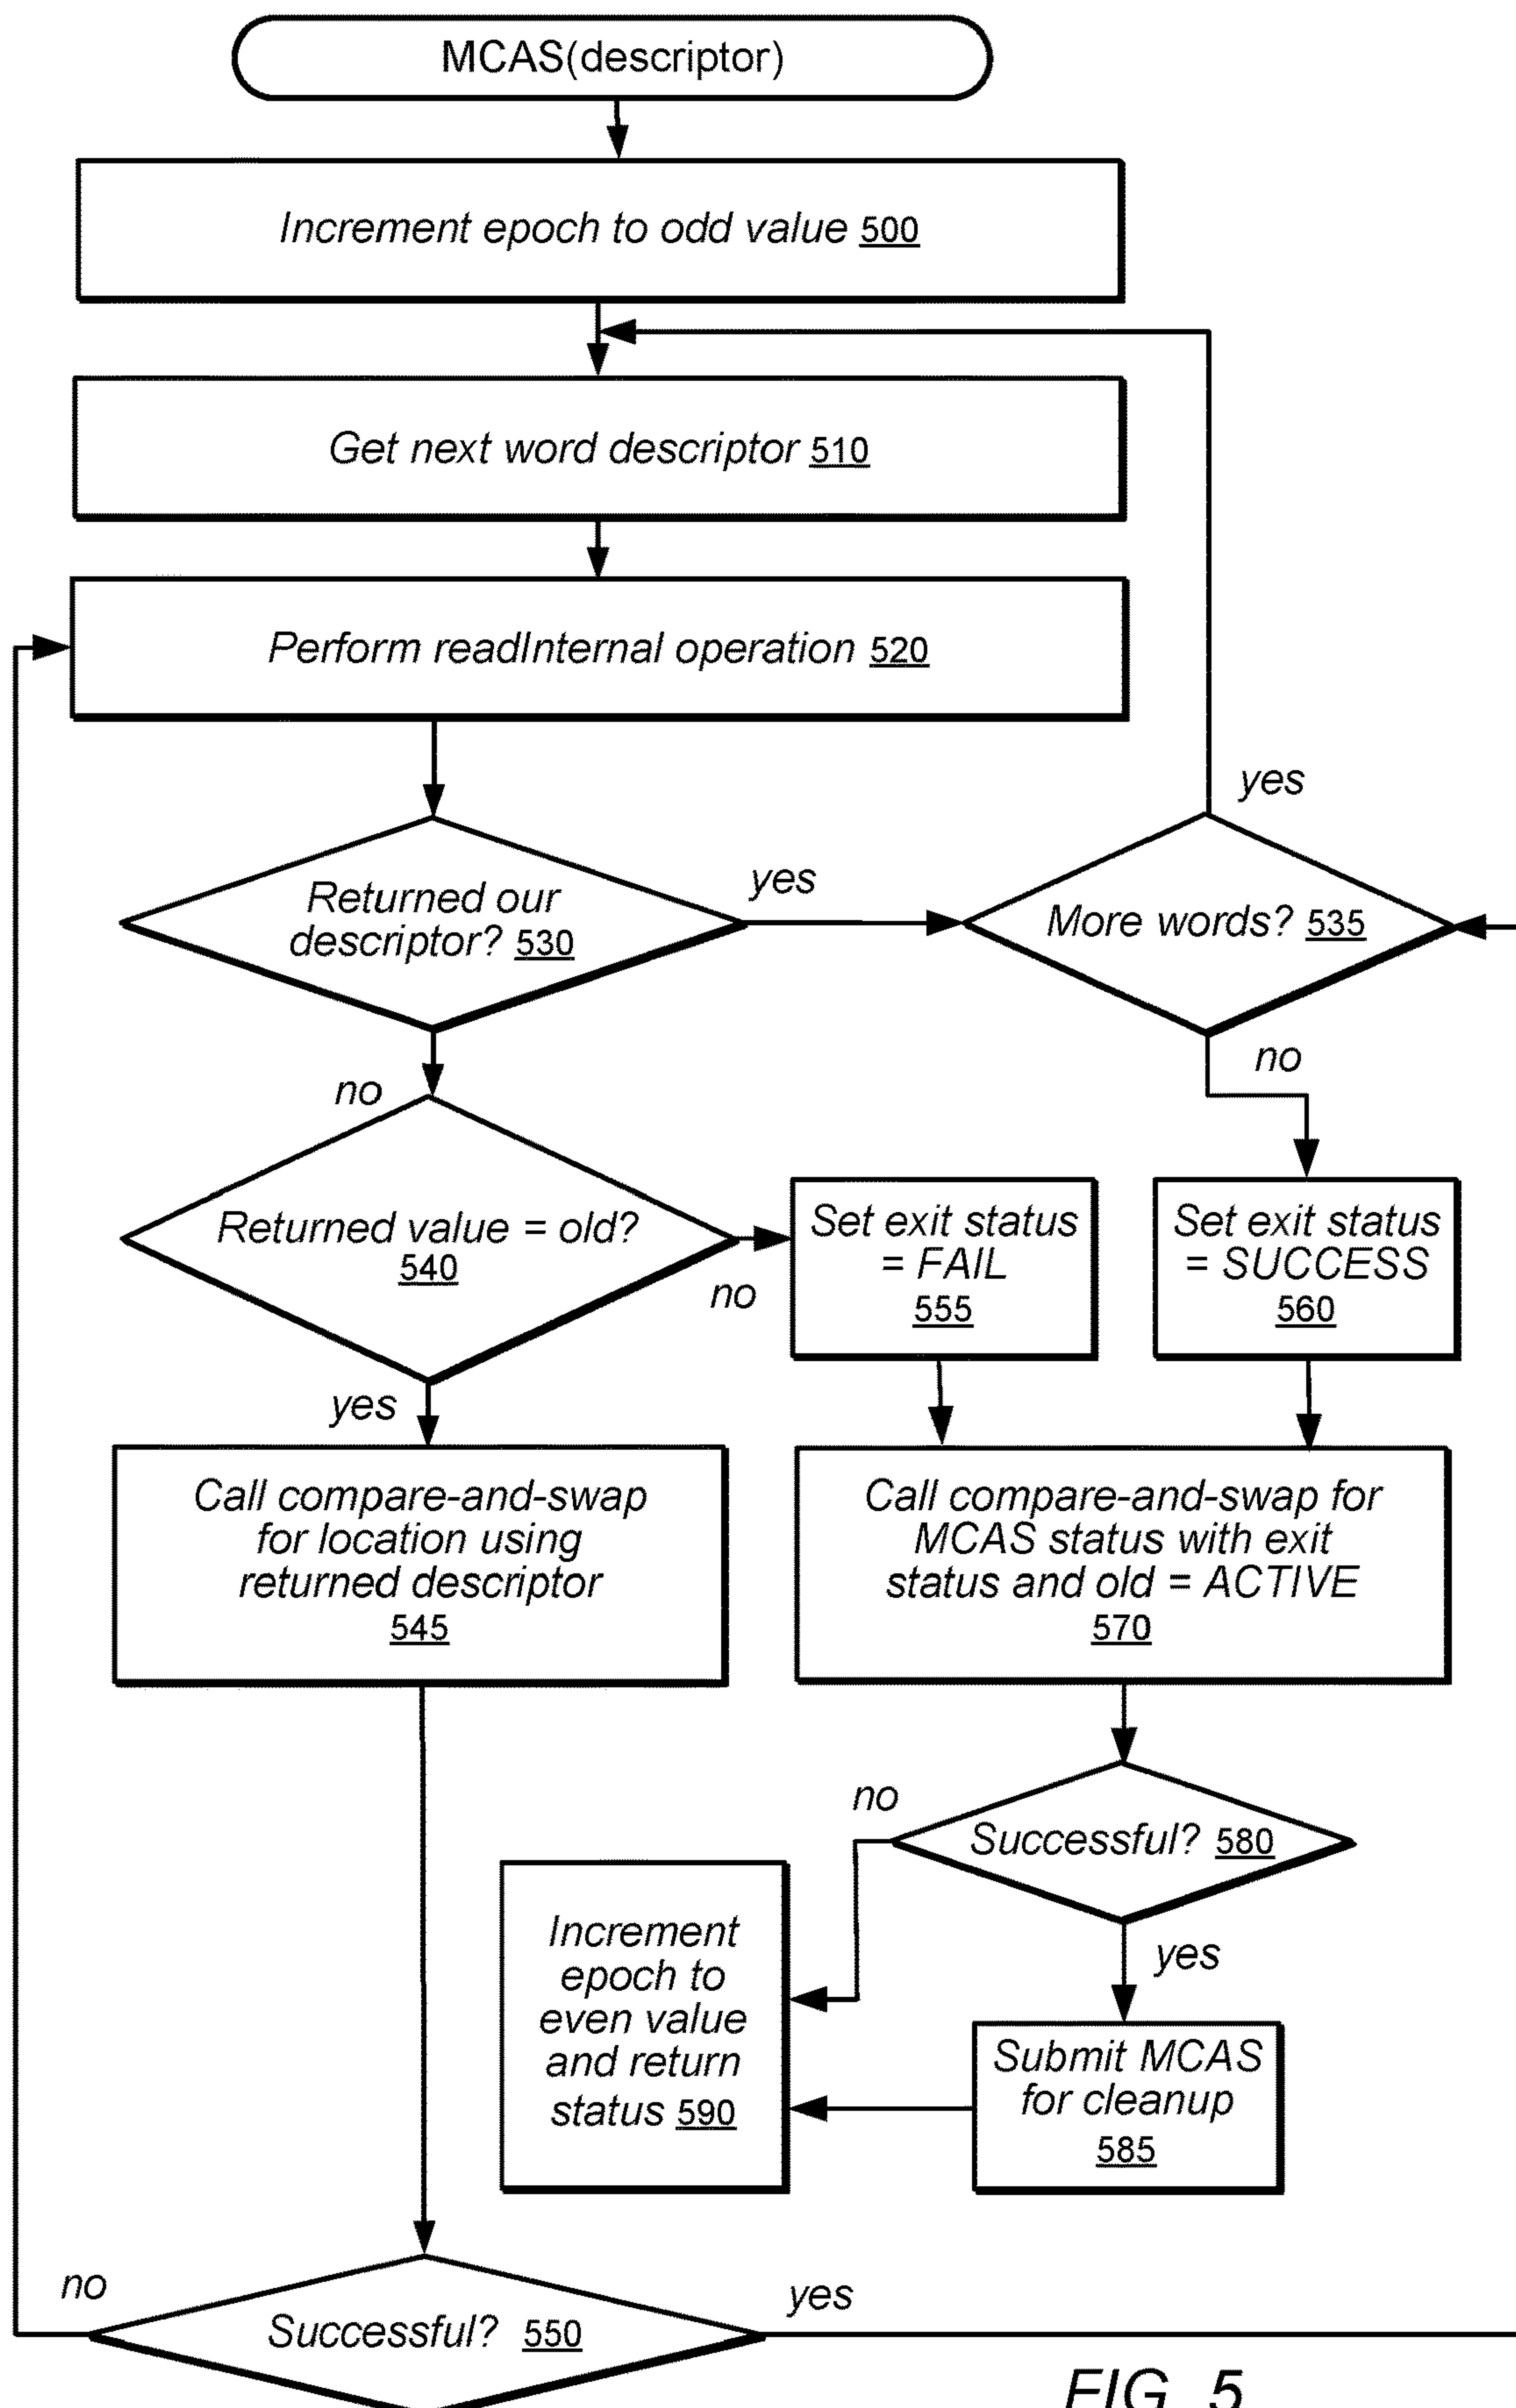 MCAS(descriptor)
Increment epoch to odd value 500
Get next word descriptor 510
Perform readInternal operation 520
yes
Returned our
descriptor? 530
yes
More words? 535
no
no
Returned value = old?
540
no
Set exit status
= FAIL
555
Set exit status
= SUCCESS
560
yes
Call compare-and-swap
for location using
returned descriptor
545
Call compare-and-swap for
MCAS status with exit
status and old = ACTIVE
570
no
Successful? 580
yes
Increment
epoch to
even value
and return
status 590
Submit MCAS
for cleanup
585
no
Successful? 550
yes
FIG. 5